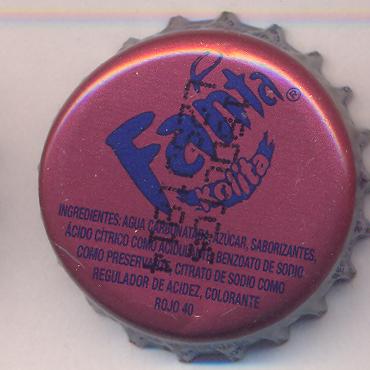 Fanta®
Kolita
INGREDIENTES: AGUA CARBONATADA, AZÚCAR, SABORIZANTES,
ÁCIDO CÍTRICO COMO ACIDULANTE, BENZOATO DE SODIO
COMO PRESERVANTE, CITRATO DE SODIO COMO
REGULADOR DE ACIDEZ, COLORANTE
ROJO 40